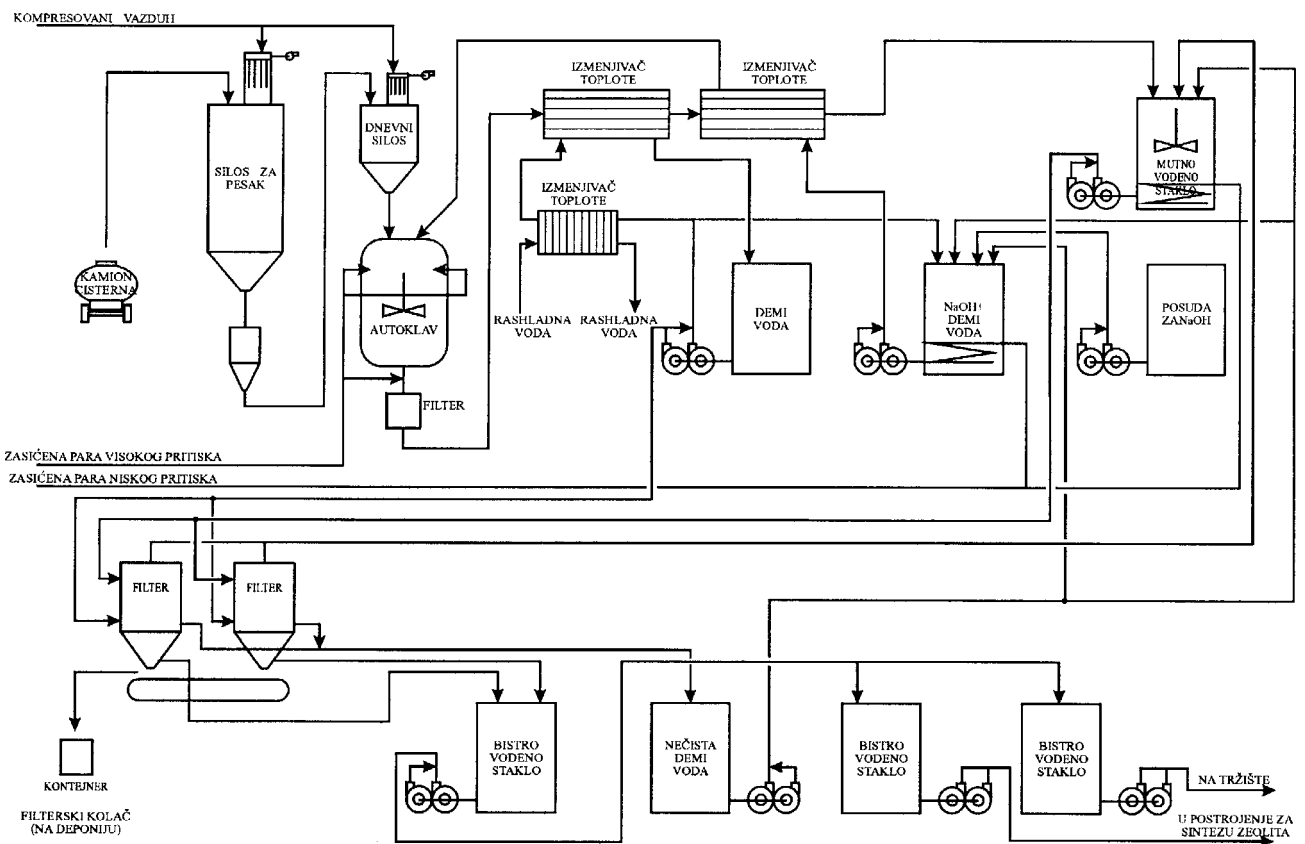 KOMPRESOVANI VAZDUH
IZMENJIVAČ
TOPLOTE
IZMENJIVAČ
TOPLOTE
DNEVNI
SILOS
SILOS ZA
PESAK
MUTNO
VODENO
STAKLO
IZMENJIVAČ
TOPLOTE
KAMION
CISTERNA
AUTOKLAV
RASHLADNA
VODA
RASHLADNA
VODA
DEMI
VODA
NaOH+
DEMI
VODA
POSUDA
ZANaOH
FILTER
ZASIĆENA PARA VISOKOG PRITISKA
ZASIĆENA PARA NISKOG PRITISKA
FILTER
FILTER
BISTRO
VODENO
STAKLO
NEČISTA
DEMI
VODA
BISTRO
VODENO
STAKLO
BISTRO
VODENO
STAKLO
KONTEJNER
FILTERSKI KOLAČ
(NA DEPONIJU)
NA TRŽIŠTE
U POSTROJENJE ZA
SINTEZU ZEOLITA